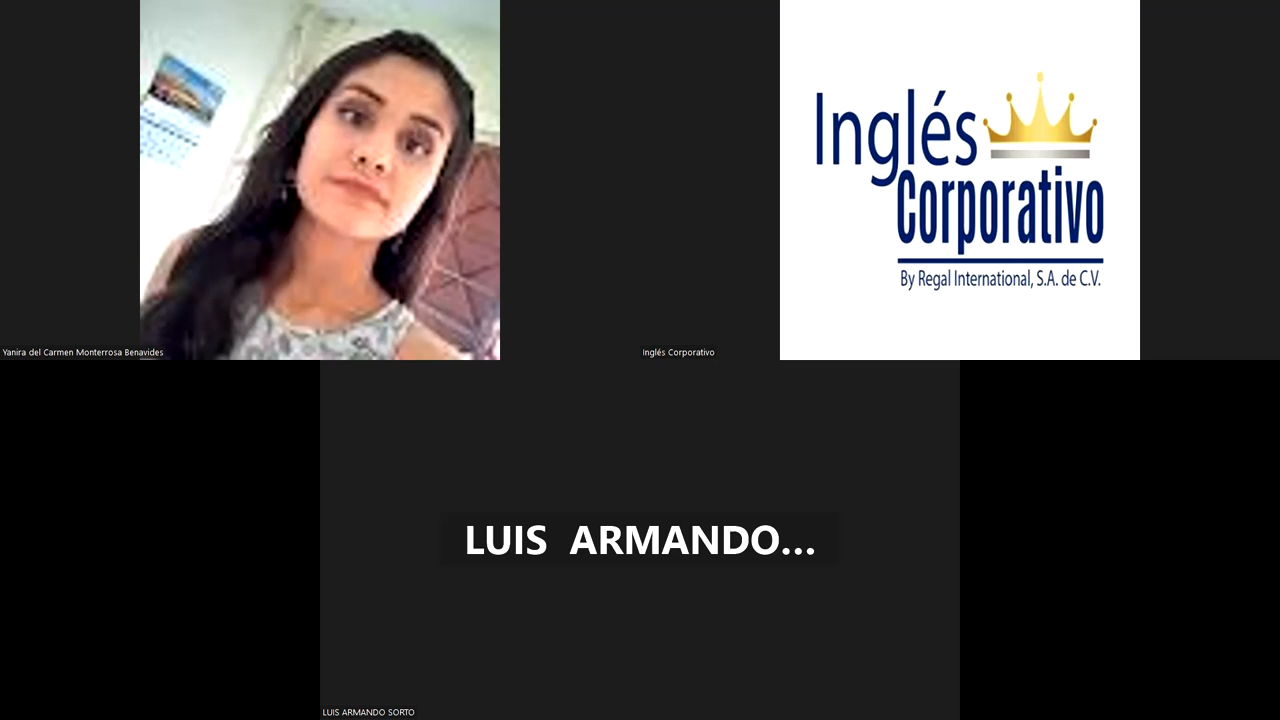 Inglés
Corporativo
By Regal International, S.A. de C.V.
Yanira del Carmen Monterrosa Benavides
Inglés Corporativo
LUIS ARMANDO...
LUIS ARMANDO SORTO